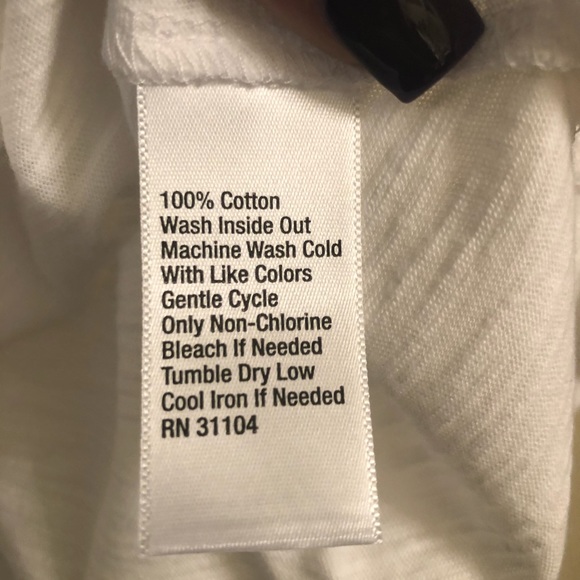 100% Cotton
Wash Inside Out
Machine Wash Cold
With Like Colors
Gentle Cycle
Only Non-Chlorine
Bleach If Needed
Tumble Dry Low
Cool Iron If Needed
RN 31104